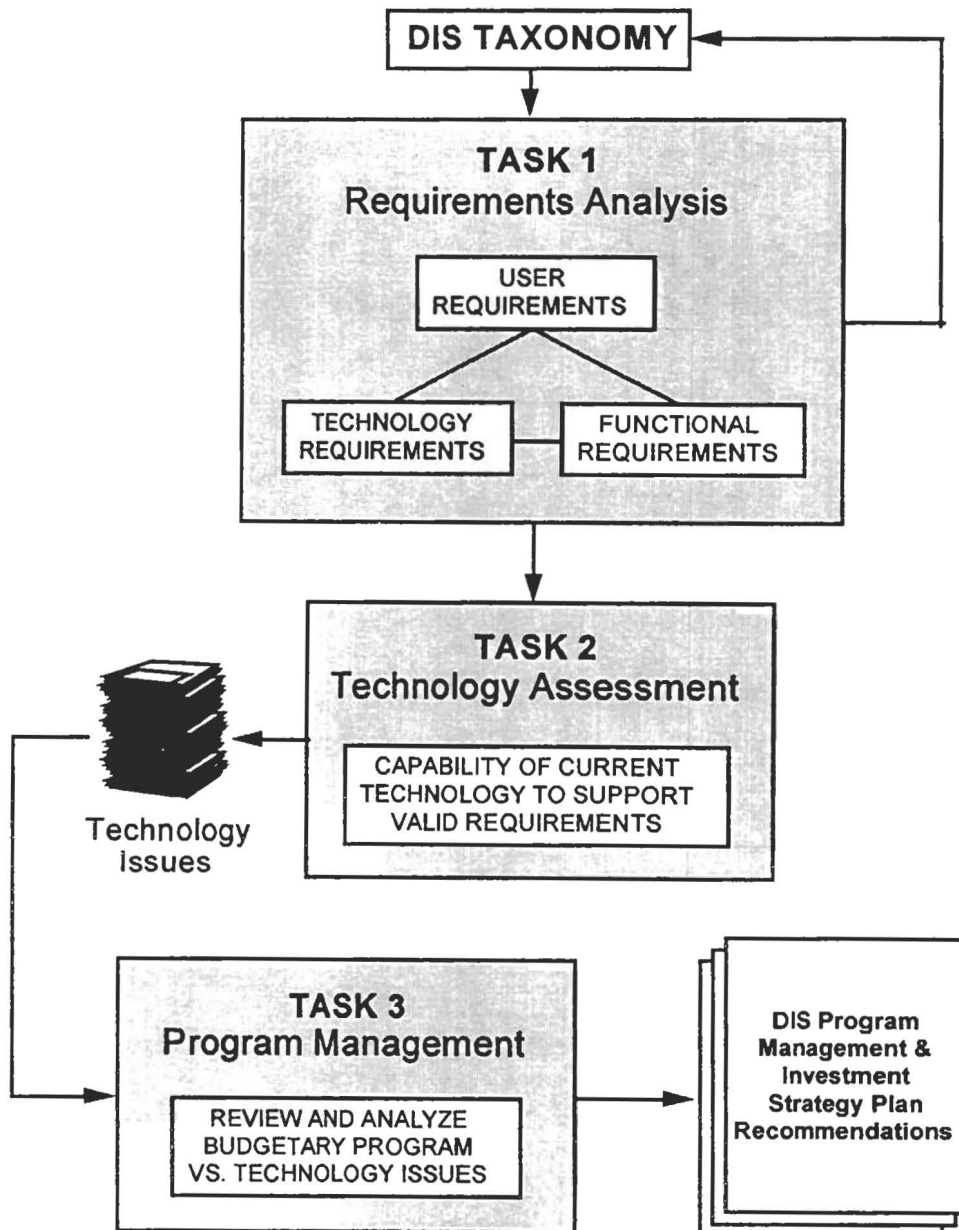 DIS TAXONOMY
TASK 1
Requirements Analysis
USER
REQUIREMENTS
TECHNOLOGY
REQUIREMENTS
FUNCTIONAL
REQUIREMENTS
TASK 2
Technology Assessment
CAPABILITY OF CURRENT
TECHNOLOGY TO SUPPORT
VALID REQUIREMENTS
Technology
Issues
TASK 3
Program Management
REVIEW AND ANALYZE
BUDGETARY PROGRAM
VS. TECHNOLOGY ISSUES
DIS Program
Management &
Investment
Strategy Plan
Recommendations